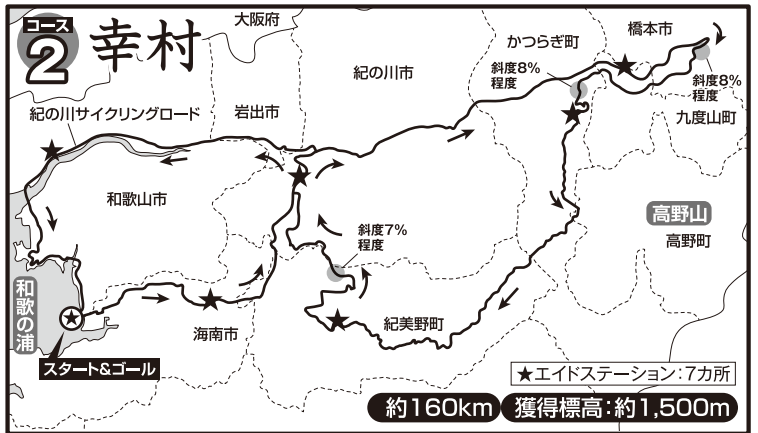 コース
2 幸村
大阪府
橋本市
かつらぎ町
紀の川市
斜度8%
程度
斜度8%
程度
紀の川サイクリングロード
岩出市
九度山町
和歌山市
高野山
高野町
斜度7%
程度
和歌の浦
海南市
紀美野町
スタート&ゴール
★エイドステーション:7カ所
約160km
獲得標高:約1,500m